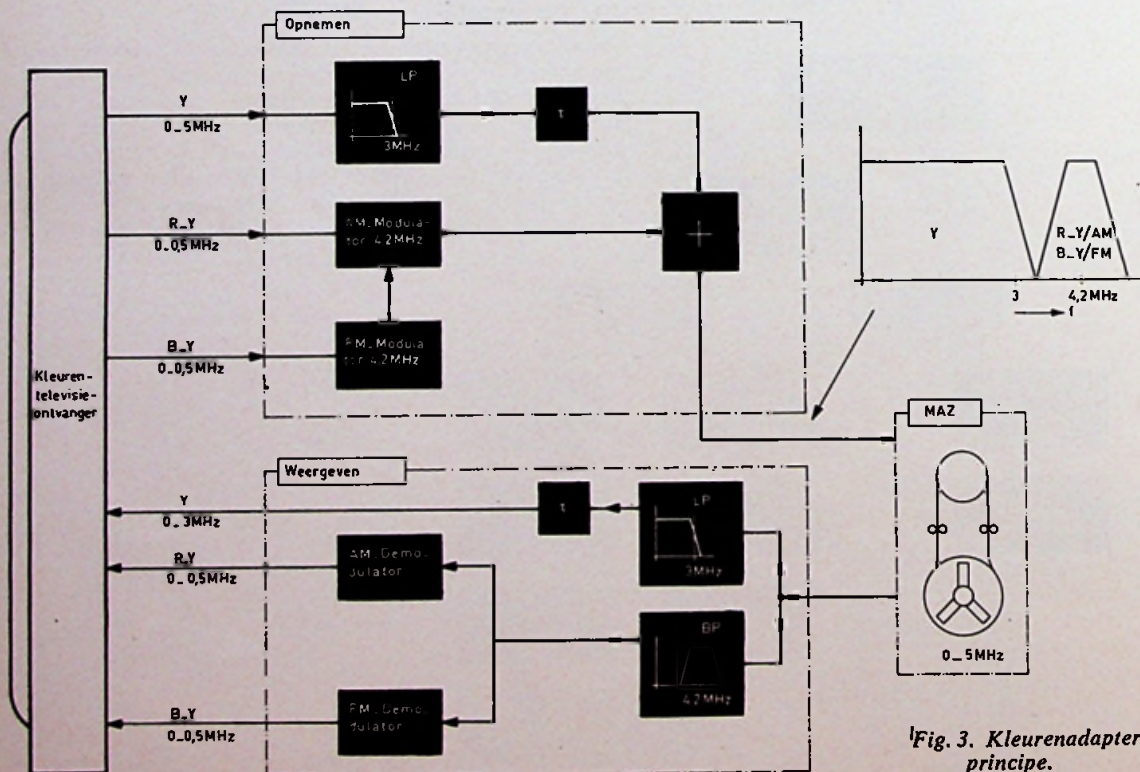 Opnemen
Y
0_5MHz
LP
3MHz
τ
R_Y
0_0,5MHz
AM_Modula-
tor 4,2MHz
+
B_Y
0_0,5MHz
FM_Modula-
tor 4,2MHz
Kleuren-
televisie-
ontvanger
Y
R_Y/AM
B_Y/FM
3
4,2MHz
f
MAZ
0_5MHz
Weergeven
Y
0_3MHz
τ
LP
3MHz
R_Y
0_0,5MHz
AM_Demo-
dulator
BP
4,2MHz
B_Y
0_0,5MHz
FM_Demo-
dulator
Fig. 3. Kleurenadapter
principe.